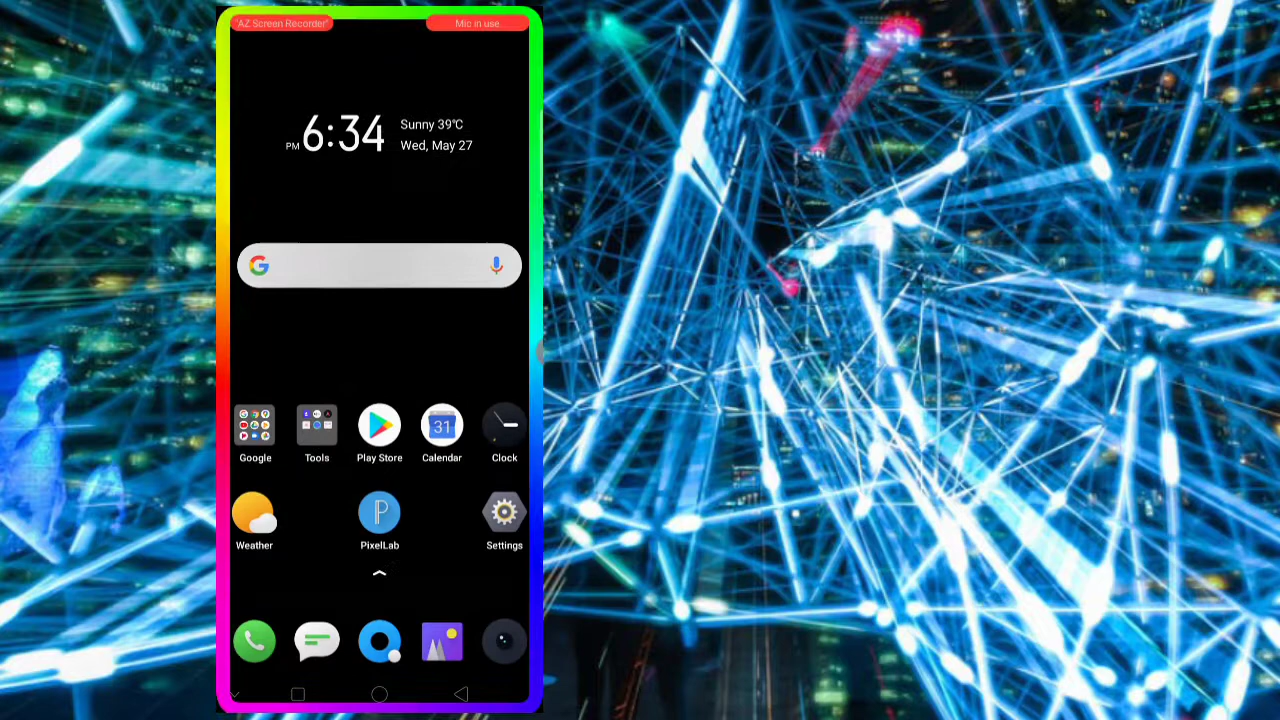 "AZ Screen Recorder"
Mic in use
PM 6:34
Sunny 39℃
Wed, May 27
G
31
Google
Tools
Play Store
Calendar
Clock
P
Weather
PixelLab
Settings